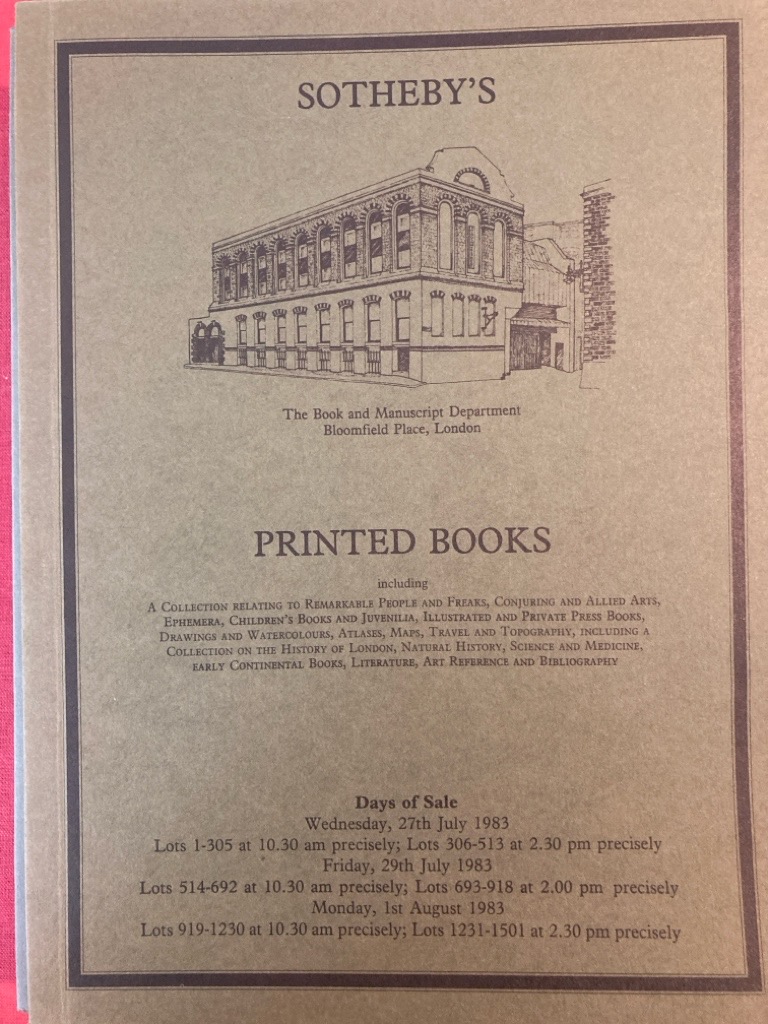 SOTHEBY'S
The Book and Manuscript Department
Bloomfield Place, London
PRINTED BOOKS
including
A Collection relating to Remarkable People and Freaks, Conjuring and Allied Arts,
Ephemera, Children's Books and Juvenilia, Illustrated and Private Press Books,
Drawings and Watercolours, Atlases, Maps, Travel and Topography, including a
Collection on the History of London, Natural History, Science and Medicine,
early Continental Books, Literature, Art Reference and Bibliography
Days of Sale
Wednesday, 27th July 1983
Lots 1-305 at 10.30 am precisely; Lots 306-513 at 2.30 pm precisely
Friday, 29th July 1983
Lots 514-692 at 10.30 am precisely; Lots 693-918 at 2.00 pm precisely
Monday, 1st August 1983
Lots 919-1230 at 10.30 am precisely; Lots 1231-1501 at 2.30 pm precisely